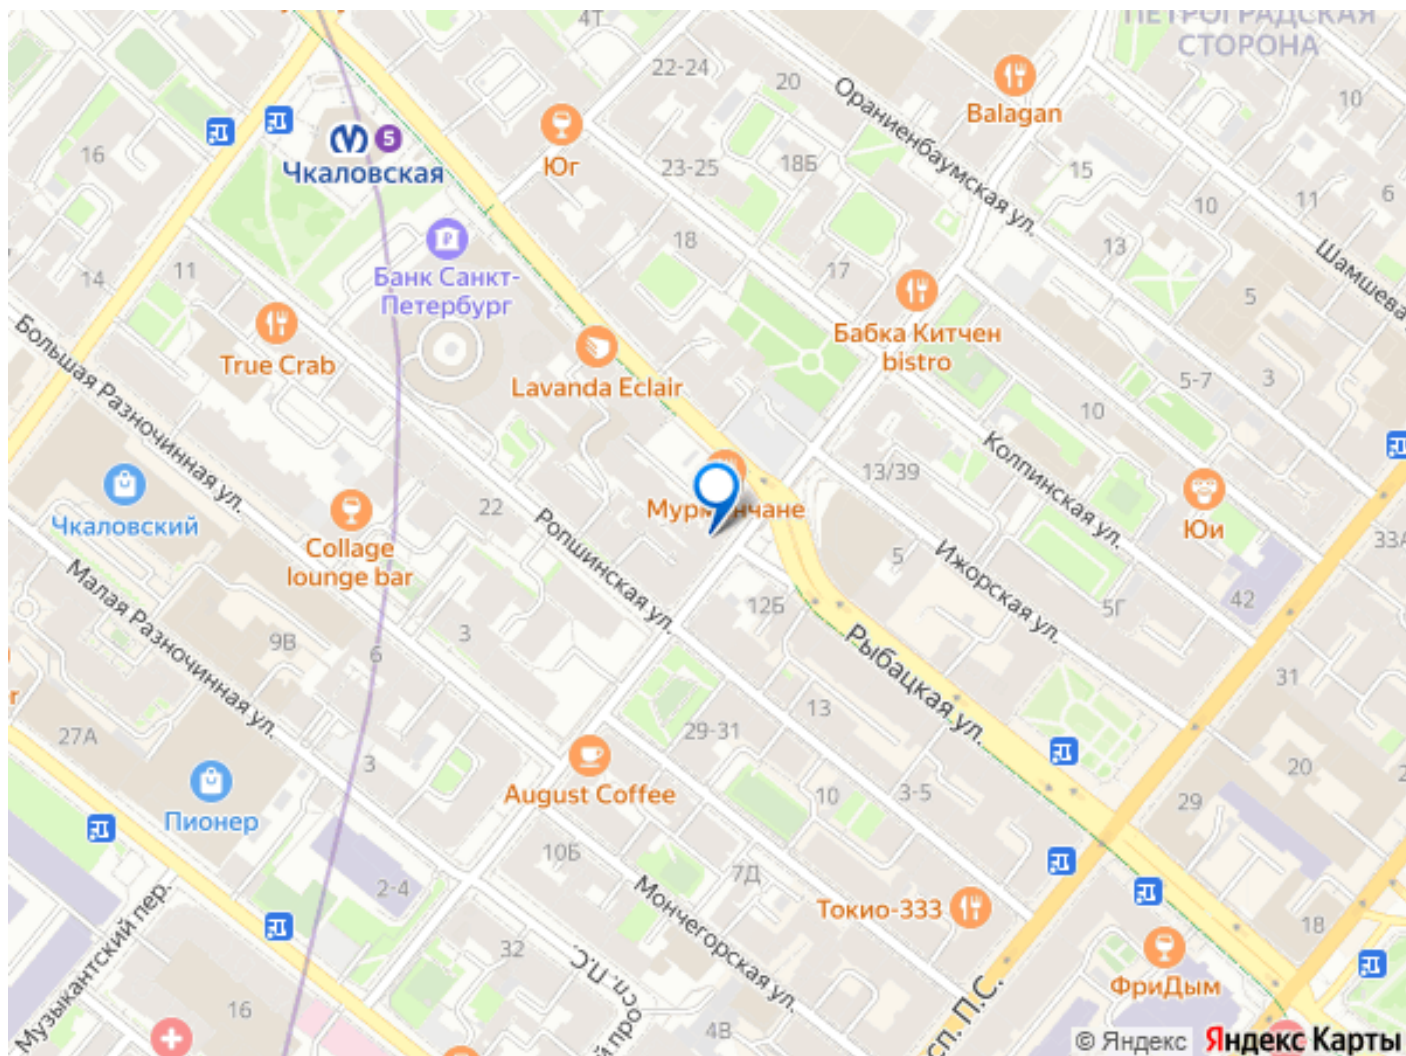 4Т
ПЕТРОГРАДСКАЯ
СТОРОНА
22-24
20
Ораниенбаумская ул.
Balagan
10
16
5
Чкаловская
Юг
23-25
18Б
15
11
6
10
13
Шамшева
18
17
11
14
Банк Санкт-
Петербург
5
Бабка Китчен
bistro
True Crab
Lavanda Eclair
5-7
3
10
Большая Разночинная ул.
Колпинская ул.
13/39
Чкаловский
22
Мурманчане
Юи
Collage
lounge bar
Ропшинская ул.
Ижорская ул.
5
33А
Малая Разночинная ул.
12Б
5Г
42
3
9В
6
Рыбацкая ул.
31
r
13
27А
29-31
3
20
August Coffee
10
3-5
29
Пионер
10Б
7Д
2-4
Мончегорская ул.
Токио-333
18
Музыкантский пер.
32
й просп. П.С.
ФриДым
16
4В
сп. П.С.
© Яндекс Яндекс Карты